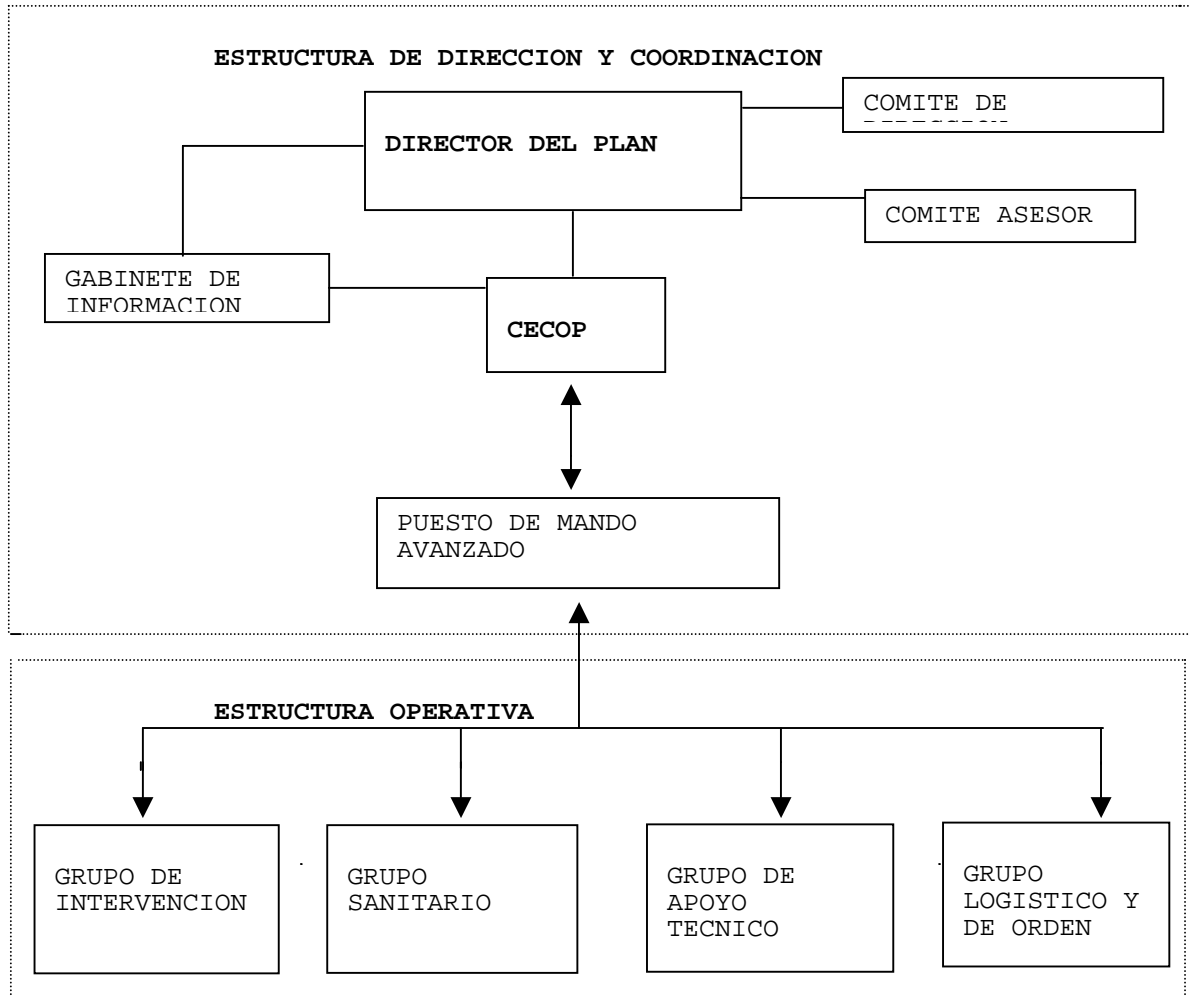 ESTRUCTURA DE DIRECCION Y COORDINACION
COMITE DE
DIRECTOR DEL PLAN
COMITE ASESOR
GABINETE DE
INFORMACION
CECOP
PUESTO DE MANDO
AVANZADO
ESTRUCTURA OPERATIVA
GRUPO DE
INTERVENCION
GRUPO
SANITARIO
GRUPO DE
APOYO
TECNICO
GRUPO
LOGISTICO Y
DE ORDEN